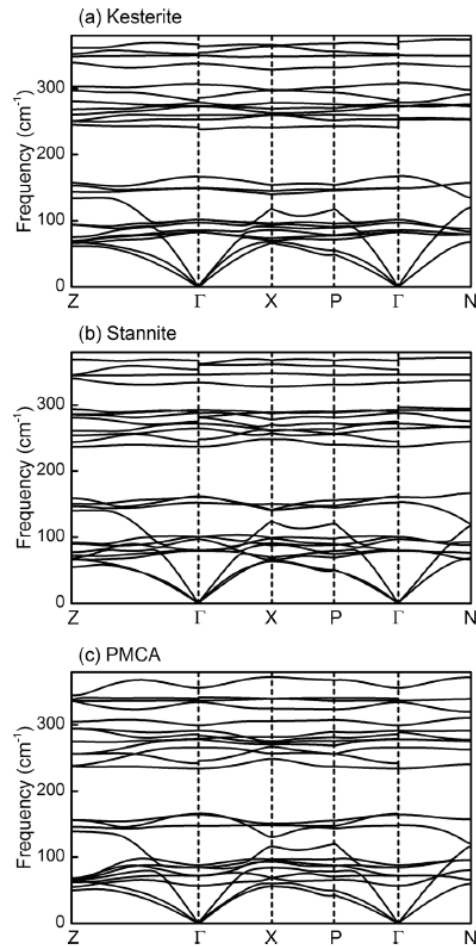 (a) Kesterite
Frequency (cm⁻¹)
300
200
100
0
Z Γ X P Γ N
(b) Stannite
Frequency (cm⁻¹)
300
200
100
0
Z Γ X P Γ N
(c) PMCA
Frequency (cm⁻¹)
300
200
100
0
Z Γ X P Γ N